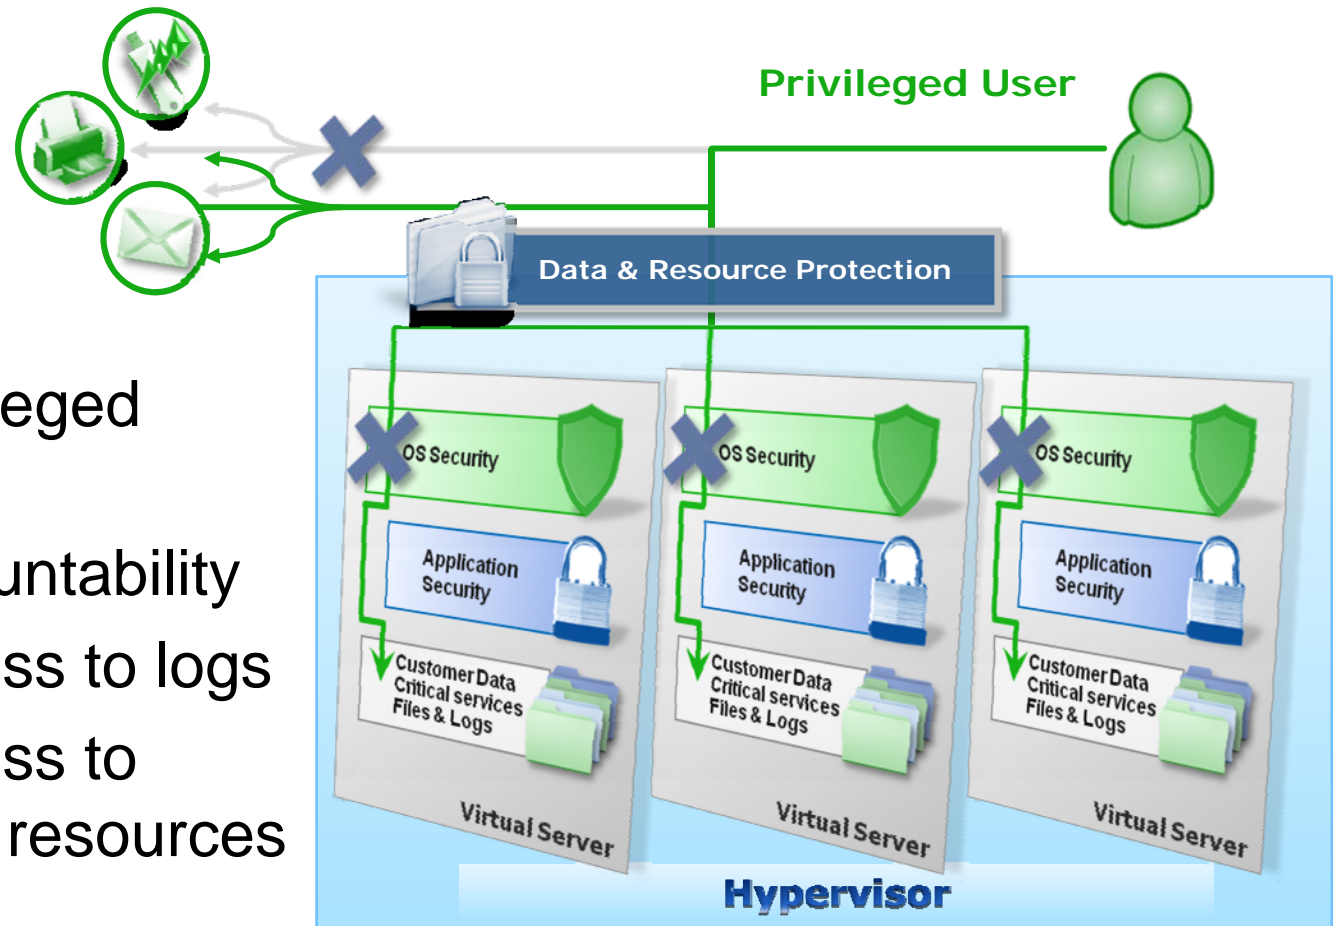 Privileged User
Data & Resource Protection
eged
untability
ss to logs
ss to
resources
OS Security
Application
Security
Customer Data
Critical services
Files & Logs
Virtual Server
OS Security
Application
Security
Customer Data
Critical services
Files & Logs
Virtual Server
OS Security
Application
Security
Customer Data
Critical services
Files & Logs
Virtual Server
Hypervisor